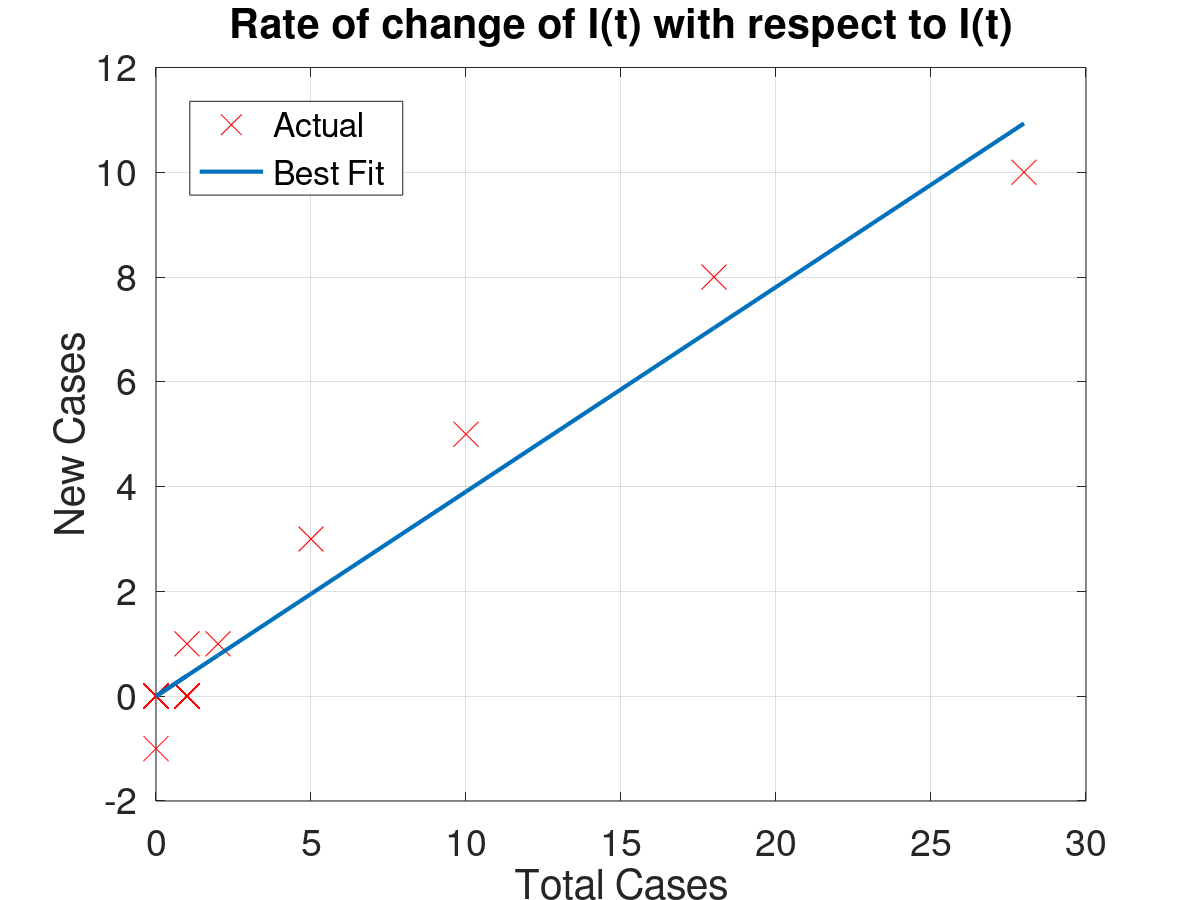 Rate of change of I(t) with respect to I(t)
12
10
8
6
4
2
0
-2
Actual
Best Fit
New Cases
0 5 10 15 20 25 30
Total Cases